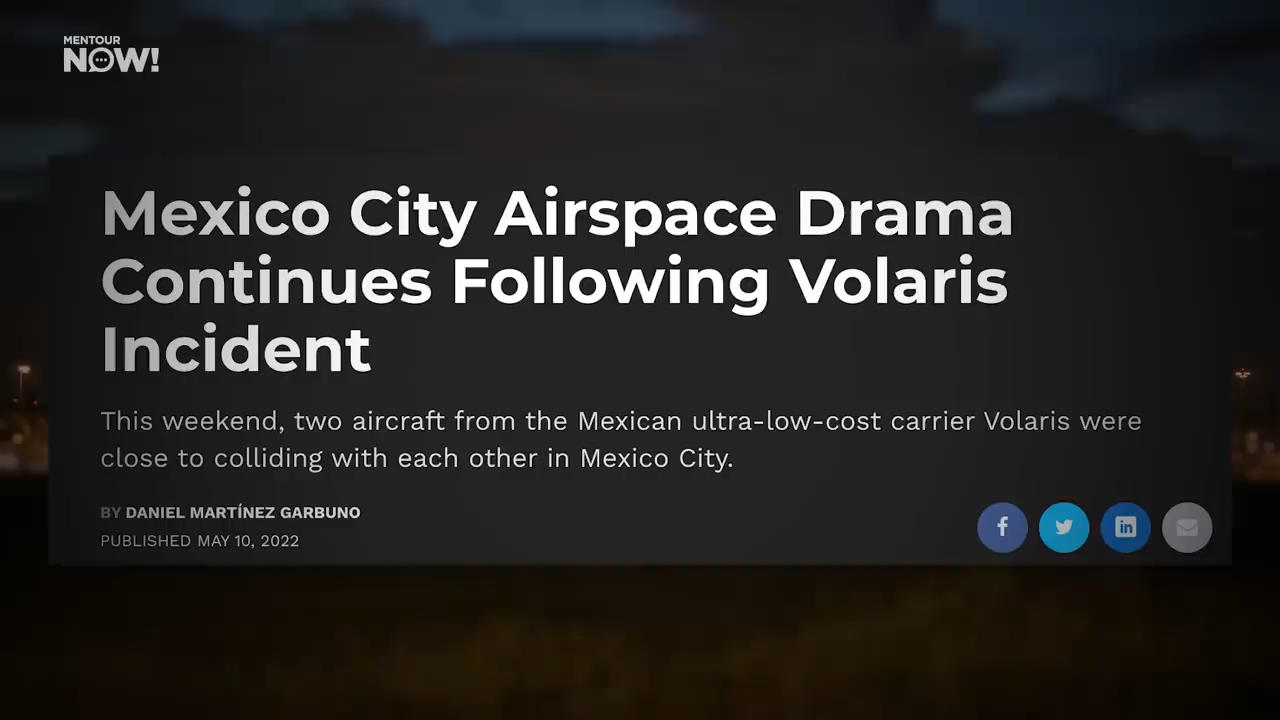 MENTOUR
NOW!
Mexico City Airspace Drama
Continues Following Volaris
Incident
This weekend, two aircraft from the Mexican ultra-low-cost carrier Volaris were
close to colliding with each other in Mexico City.
BY DANIEL MARTÍNEZ GARBUNO
PUBLISHED MAY 10, 2022